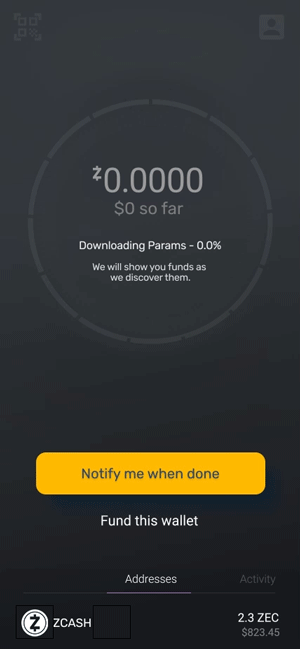 ⓩ0.0000
$0 so far
Downloading Params - 0.0%
We will show you funds as
we discover them.
Notify me when done
Fund this wallet
Addresses
Activity
ZCASH
2.3 ZEC
$823.45